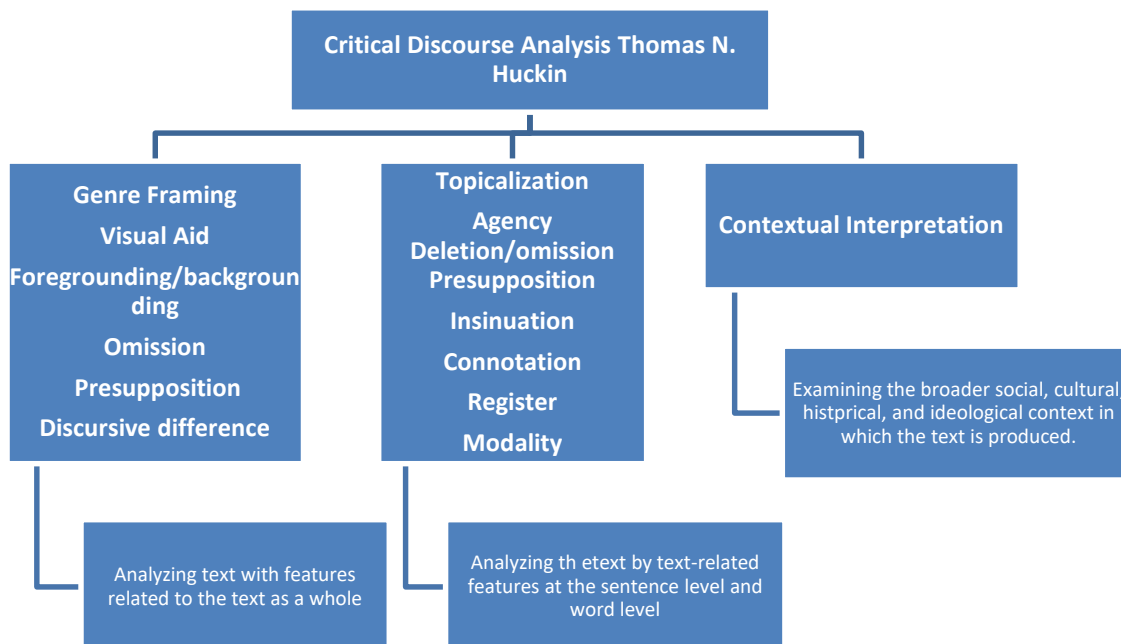 Critical Discourse Analysis Thomas N.
Huckin
Genre Framing
Visual Aid
Foregrounding/backgroun
ding
Omission
Presupposition
Discursive difference
Topicalization
Agency
Deletion/omission
Presupposition
Insinuation
Connotation
Register
Modality
Contextual Interpretation
Examining the broader social, cultural,
histprical, and ideological context in
which the text is produced.
Analyzing text with features
related to the text as a whole
Analyzing th etext by text-related
features at the sentence level and
word level